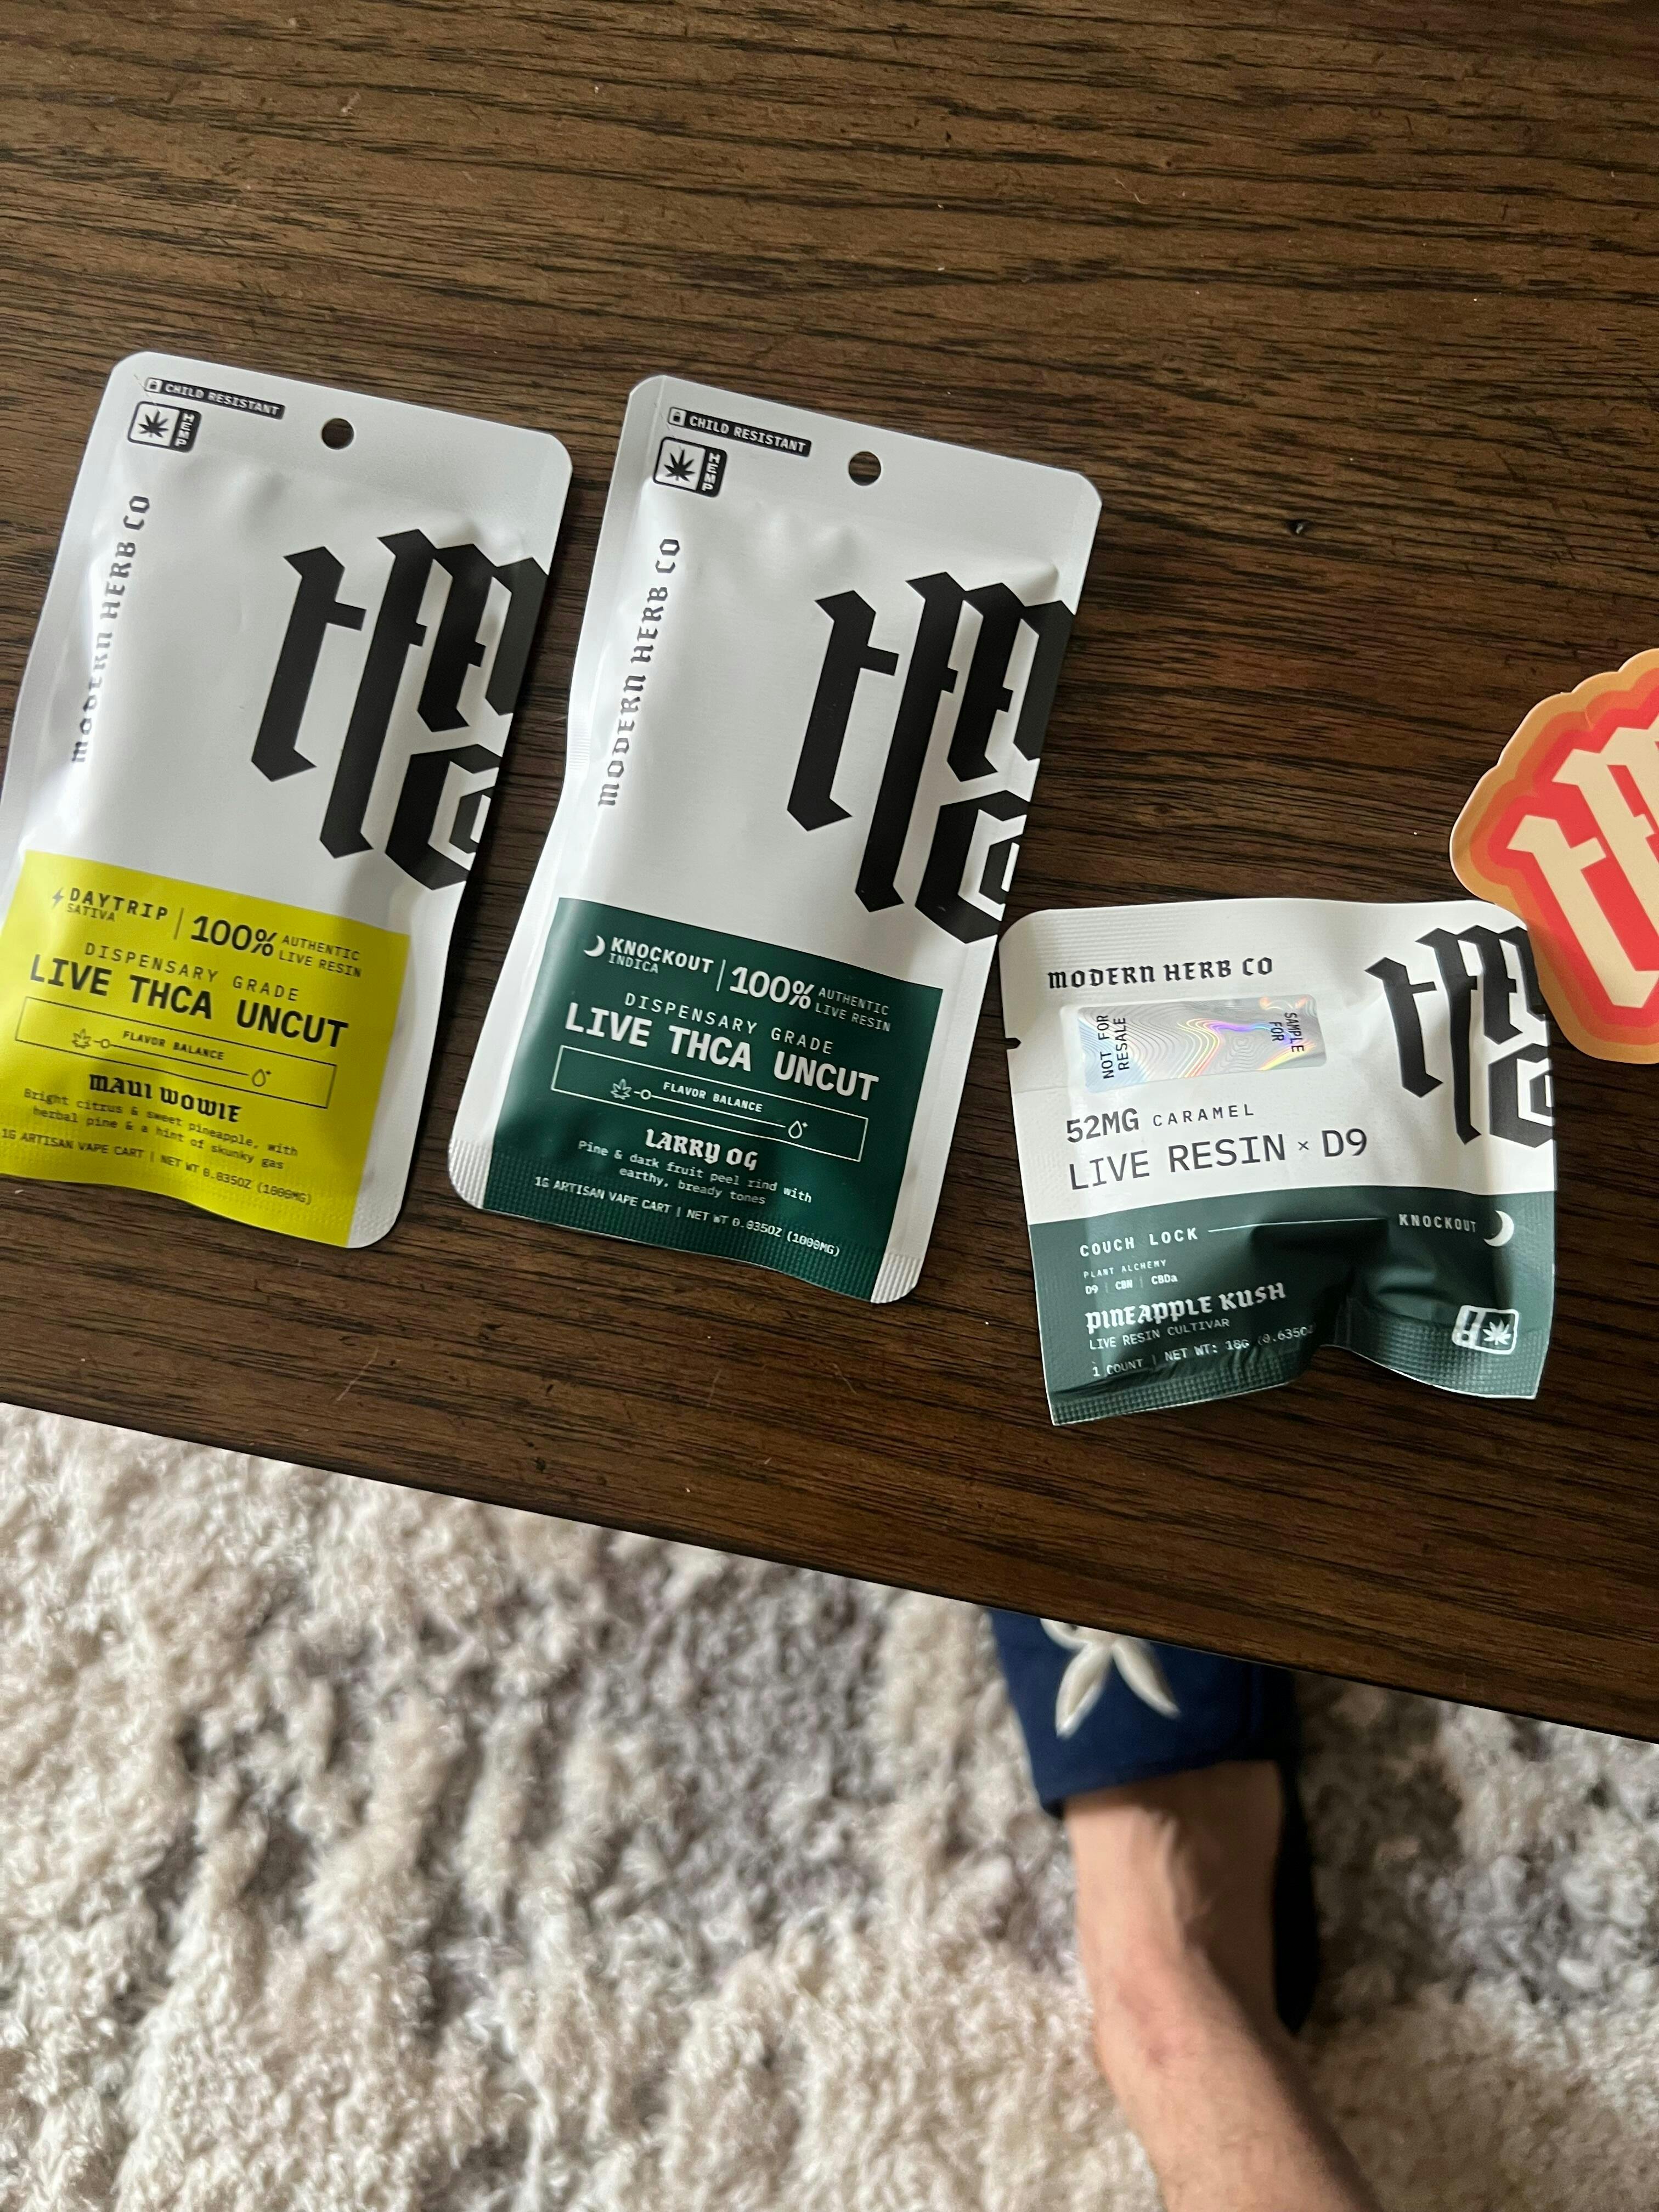 CHILD RESISTANT
HEMP
MODERN HERB CO
DAYTRIP
SATIVA
100% AUTHENTIC
LIVE RESIN
DISPENSARY GRADE
LIVE THCA UNCUT
FLAVOR BALANCE
MAUI WOWIE
Bright citrus & sweet pineapple, with
herbal pine & a hint of skunky gas
1G ARTISAN VAPE CART | NET WT 0.035OZ (1000MG)
CHILD RESISTANT
HEMP
MODERN HERB CO
KNOCKOUT
INDICA
100% AUTHENTIC
LIVE RESIN
DISPENSARY GRADE
LIVE THCA UNCUT
FLAVOR BALANCE
LARRY OG
Pine & dark fruit peel rind with
earthy, bready tones
1G ARTISAN VAPE CART | NET WT 0.035OZ (1000MG)
MODERN HERB CO
NOT FOR
RESALE
SAMPLE
FOR
52MG CARAMEL
LIVE RESIN × D9
COUCH LOCK
KNOCKOUT
PLANT ALCHEMY
D9 | CBN | CBDa
PINEAPPLE KUSH
LIVE RESIN CULTIVAR
1 COUNT | NET WT: 18G